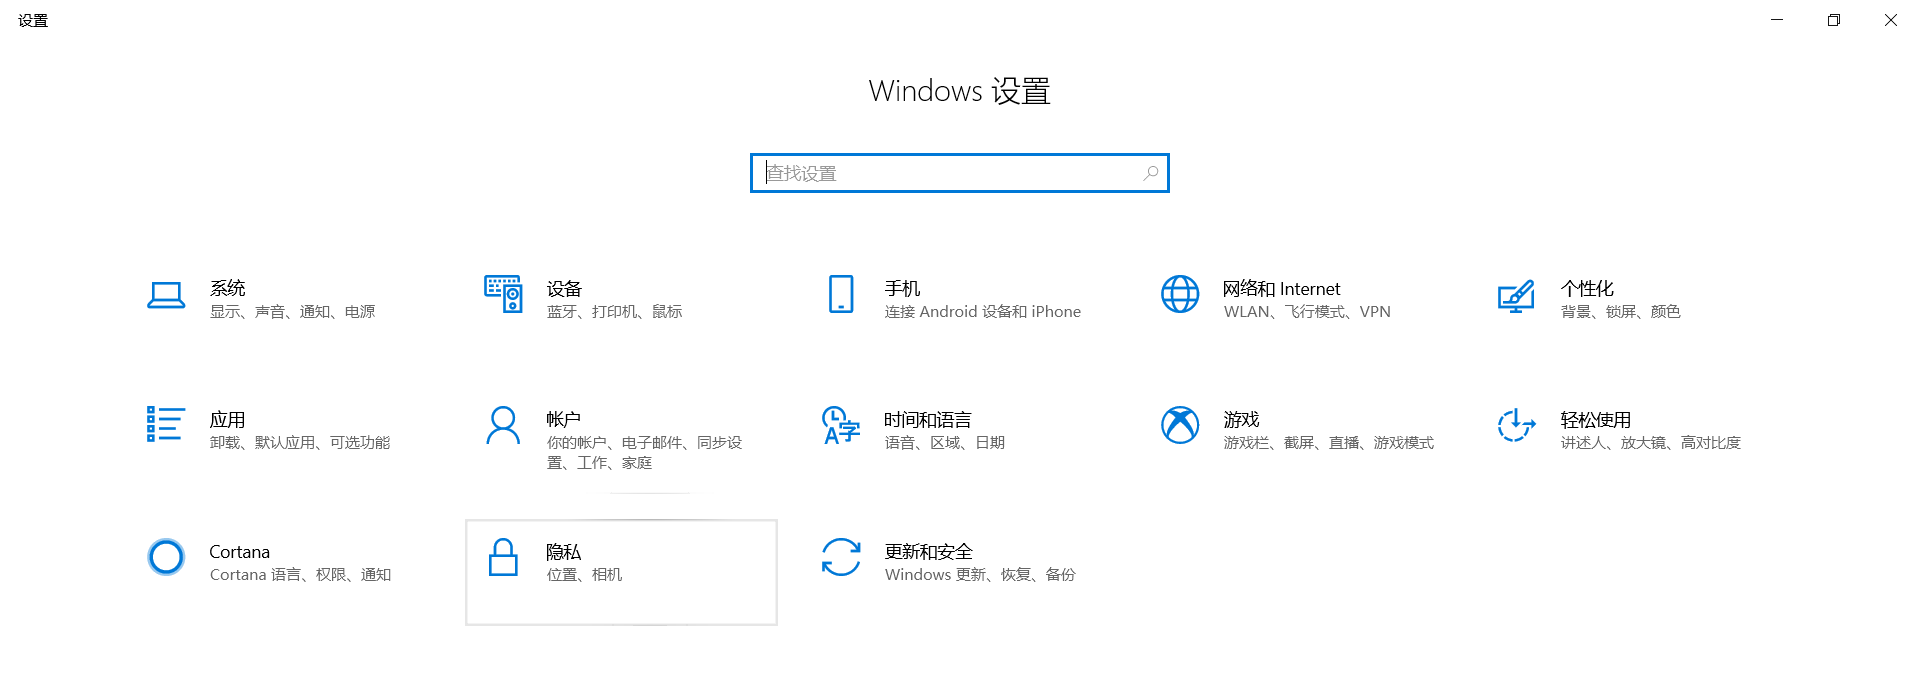 设置
Windows 设置
查找设置
系统
显示、声音、通知、电源
设备
蓝牙、打印机、鼠标
手机
连接 Android 设备和 iPhone
网络和 Internet
WLAN、飞行模式、VPN
个性化
背景、锁屏、颜色
应用
卸载、默认应用、可选功能
帐户
你的帐户、电子邮件、同步设
置、工作、家庭
时间和语言
语音、区域、日期
游戏
游戏栏、截屏、直播、游戏模式
轻松使用
讲述人、放大镜、高对比度
Cortana
Cortana 语言、权限、通知
隐私
位置、相机
更新和安全
Windows 更新、恢复、备份